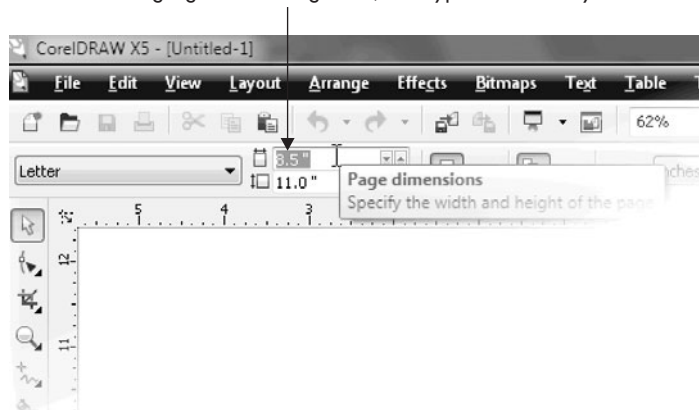 CorelDRAW X5 - [Untitled-1]
File Edit View Layout Arrange Effects Bitmaps Text Table
62%
Letter
8.5 "
11.0 "
Page dimensions
Specify the width and height of the page
5 4 3
12
11